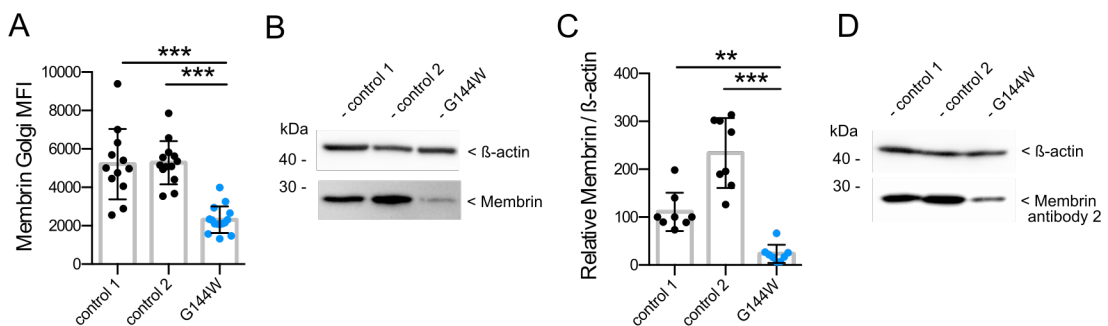 A
Membrin Golgi MFI
***
***
10000
8000
6000
4000
2000
0
control 1
control 2
G144W
B
- control 1
- control 2
- G144W
kDa
40 -
< ß-actin
30 -
< Membrin
C
Relative Membrin / ß-actin
**
***
400
300
200
100
0
control 1
control 2
G144W
D
- control 1
- control 2
- G144W
kDa
40 -
< ß-actin
30 -
< Membrin
antibody 2